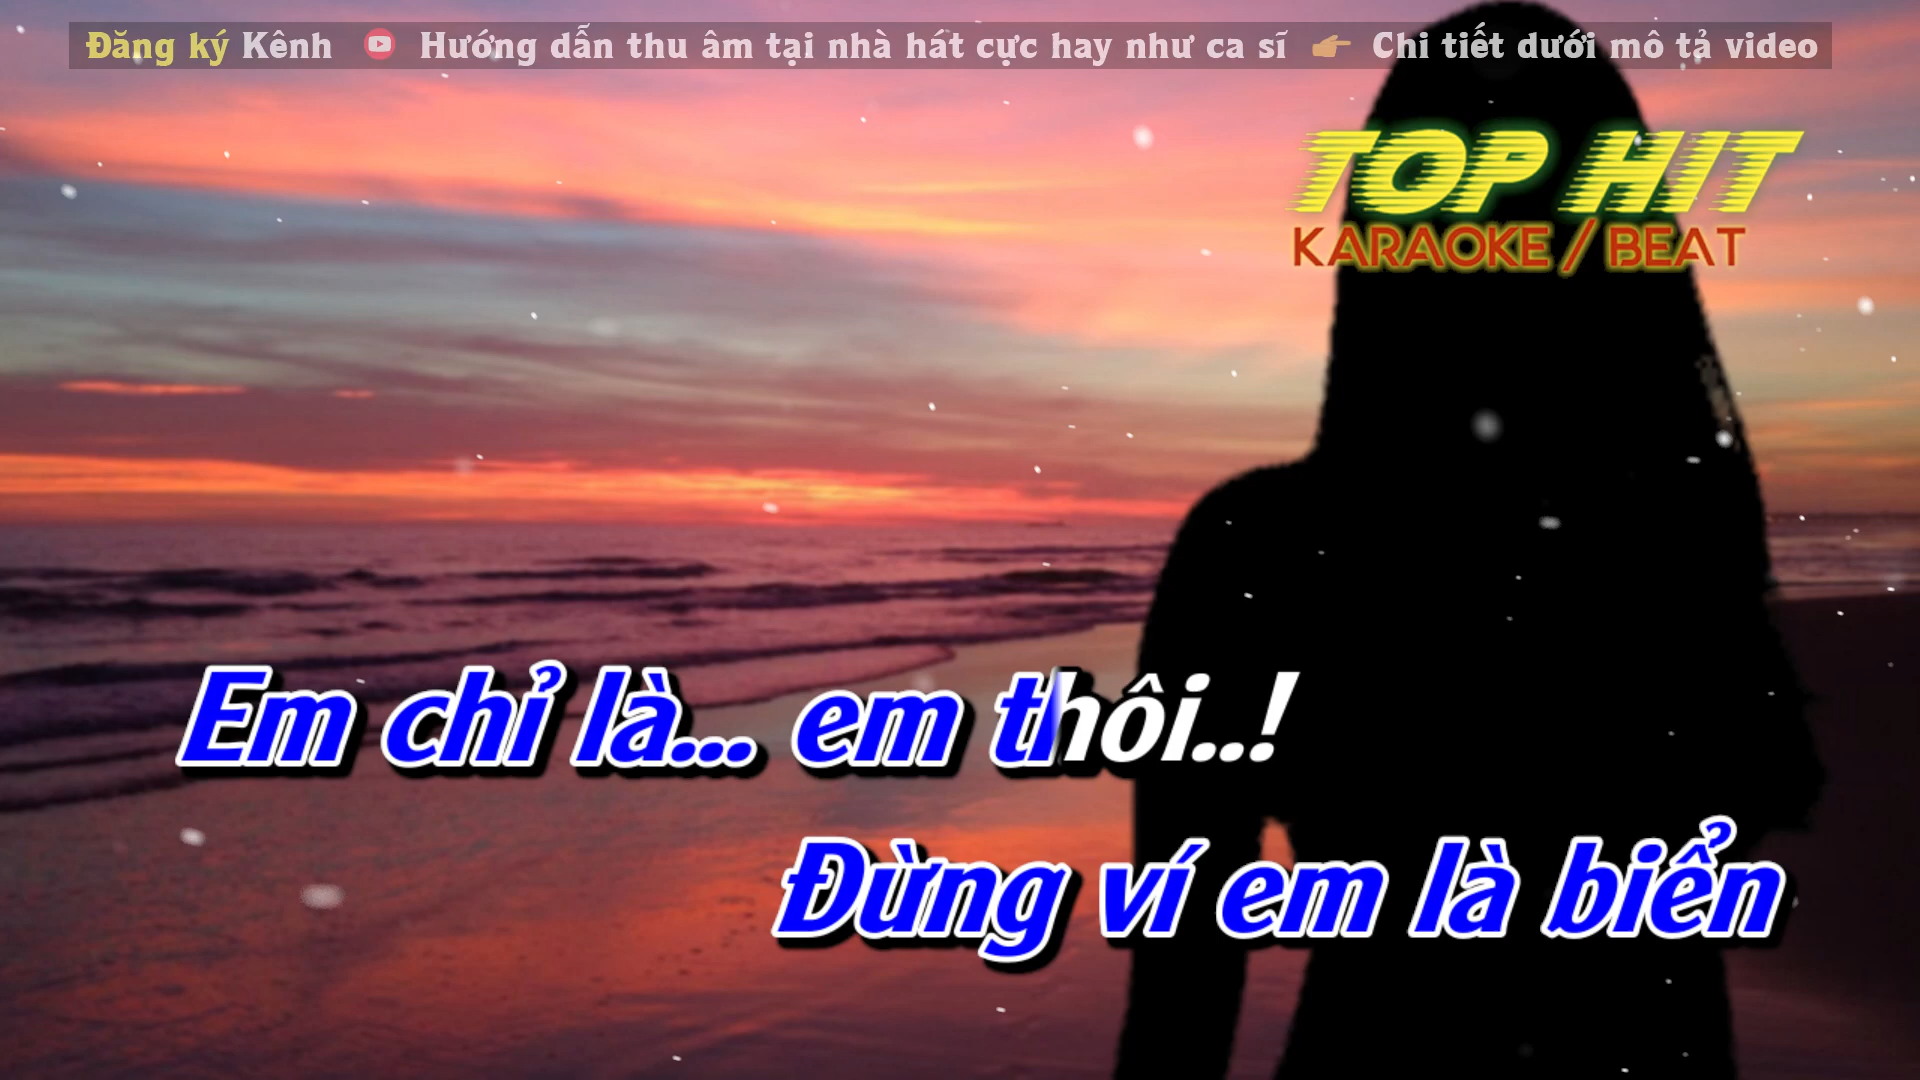 Đăng ký Kênh Hướng dẫn thu âm tại nhà hát cực hay như ca sĩ 👉 Chi tiết dưới mô tả video
TOP HIT
KARAOKE / BEAT
Em chỉ là... em thôi..!
Đừng ví em là biển